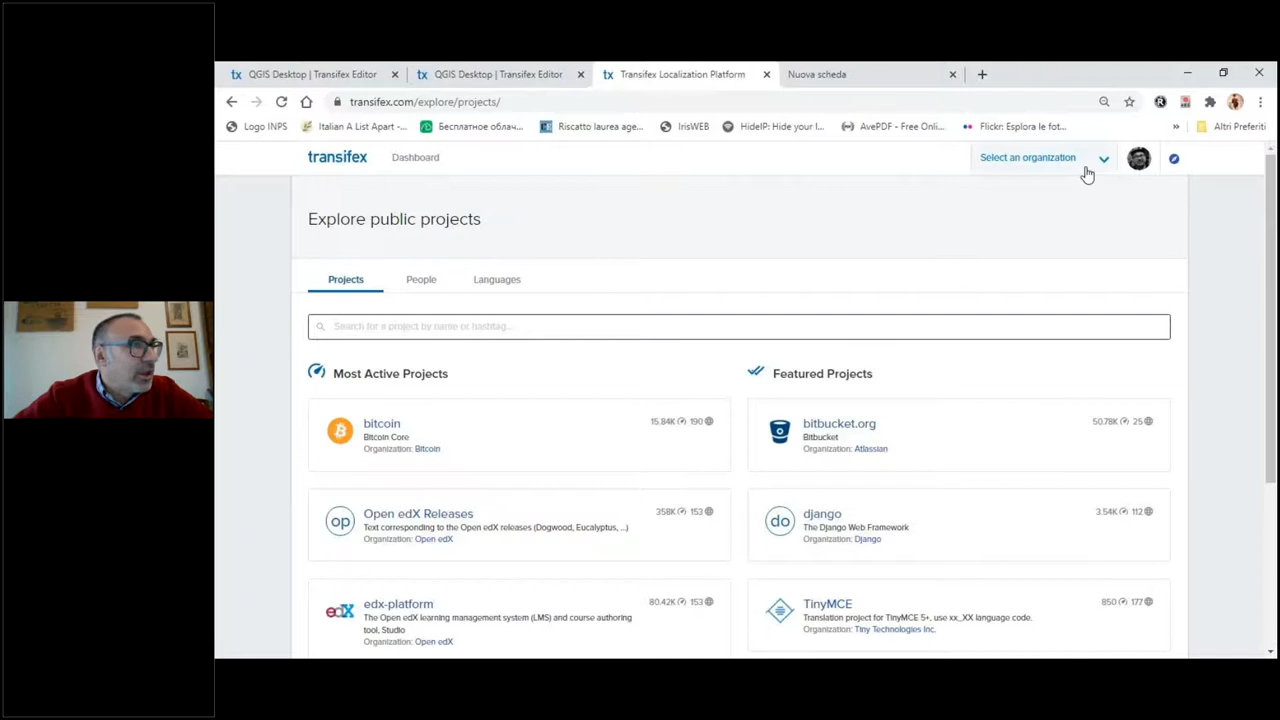 QGIS Desktop | Transifex Editor
QGIS Desktop | Transifex Editor
Transifex Localization Platform
Nuova scheda
transifex.com/explore/projects/
Logo INPS
Italian A List Apart -...
Бесплатное облач...
Riscatto laurea age...
IrisWEB
HideIP: Hide your I...
AvePDF - Free Onli...
Flickr: Esplora le fot...
»
Altri Preferiti
transifex
Dashboard
Select an organization
Explore public projects
Projects
People
Languages
Search for a project by name or hashtag...
Most Active Projects
bitcoin
15.84K 190
Bitcoin Core
Organization: Bitcoin
op
Open edX Releases
358K 153
Text corresponding to the Open edX releases (Dogwood, Eucalyptus, ...)
Organization: Open edX
edX
edx-platform
80.42K 153
The Open edX learning management system (LMS) and course authoring
tool, Studio
Organization: Open edX
Featured Projects
bitbucket.org
50.78K 25
Bitbucket
Organization: Atlassian
do
django
3.54K 112
The Django Web Framework
Organization: Django
TinyMCE
850 177
Translation project for TinyMCE 5+, use xx_XX language code.
Organization: Tiny Technologies Inc.